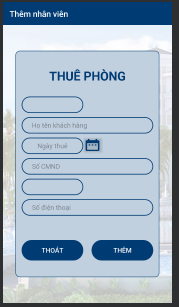 Thêm nhân viên
THUÊ PHÒNG
Họ tên khách hàng
Ngày thuê
Số CMND
Số điện thoại
THOÁT
THÊM